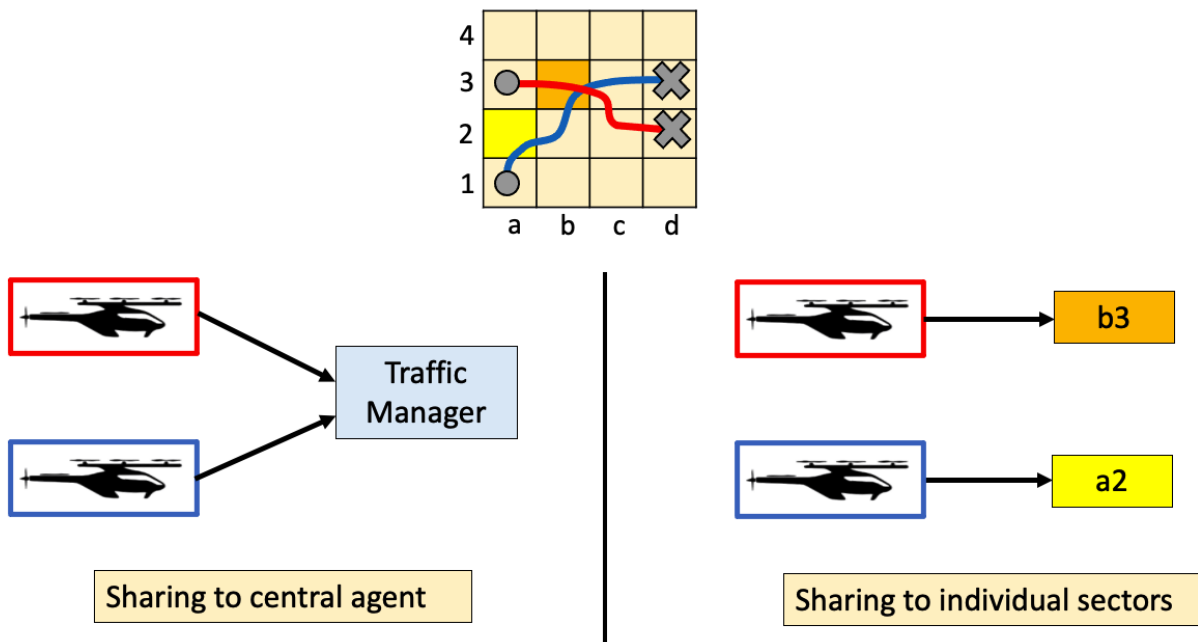 4
3
2
1
a b c d
Traffic
Manager
b3
a2
Sharing to central agent
Sharing to individual sectors